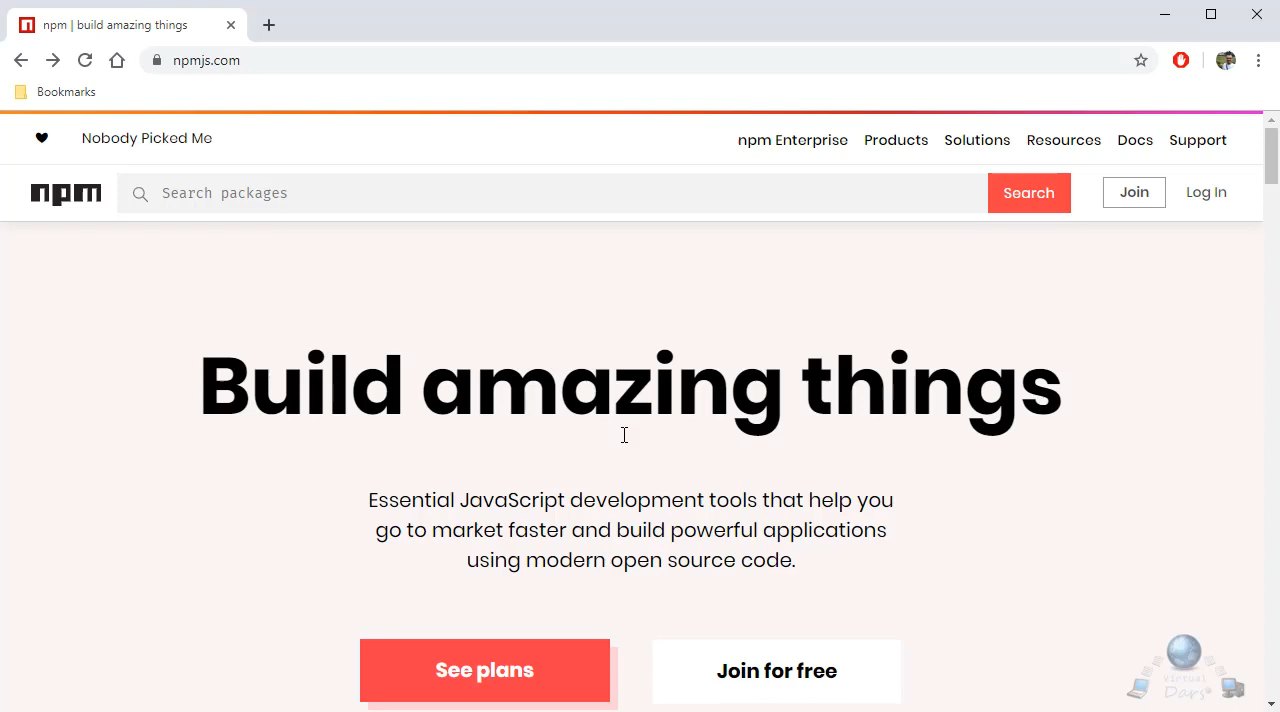 npm | build amazing things
npmjs.com
Bookmarks
Nobody Picked Me
npm Enterprise Products Solutions Resources Docs Support
npm Search packages Search Join Log In
Build amazing things
Essential JavaScript development tools that help you
go to market faster and build powerful applications
using modern open source code.
See plans Join for free
Virtual
Dars